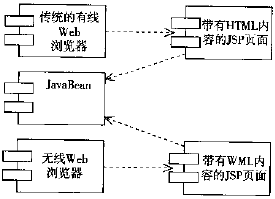 传统的有线
Web
浏览器
带有HTML内
容的JSP页面
JavaBean
无线Web
浏览器
带有WML内
容的JSP页面